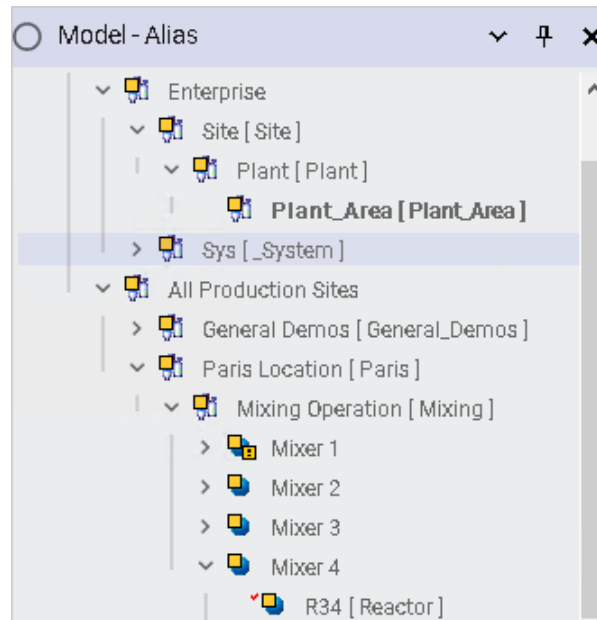 Model - Alias
Enterprise
Site [ Site ]
Plant [ Plant ]
Plant_Area [ Plant_Area ]
Sys [ _System ]
All Production Sites
General Demos [ General_Demos ]
Paris Location [ Paris ]
Mixing Operation [ Mixing ]
Mixer 1
Mixer 2
Mixer 3
Mixer 4
R34 [ Reactor ]